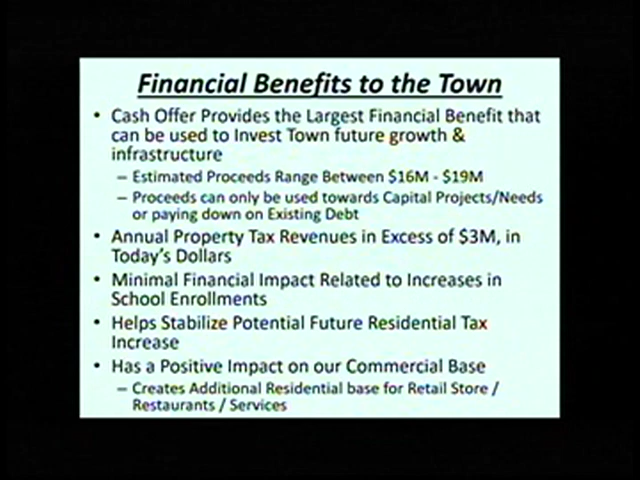 Financial Benefits to the Town
• Cash Offer Provides the Largest Financial Benefit that
can be used to Invest Town future growth &
infrastructure
– Estimated Proceeds Range Between $16M - $19M
– Proceeds can only be used towards Capital Projects/Needs
or paying down on Existing Debt
• Annual Property Tax Revenues in Excess of $3M, in
Today's Dollars
• Minimal Financial Impact Related to Increases in
School Enrollments
• Helps Stabilize Potential Future Residential Tax
Increase
• Has a Positive Impact on our Commercial Base
– Creates Additional Residential base for Retail Store /
Restaurants / Services